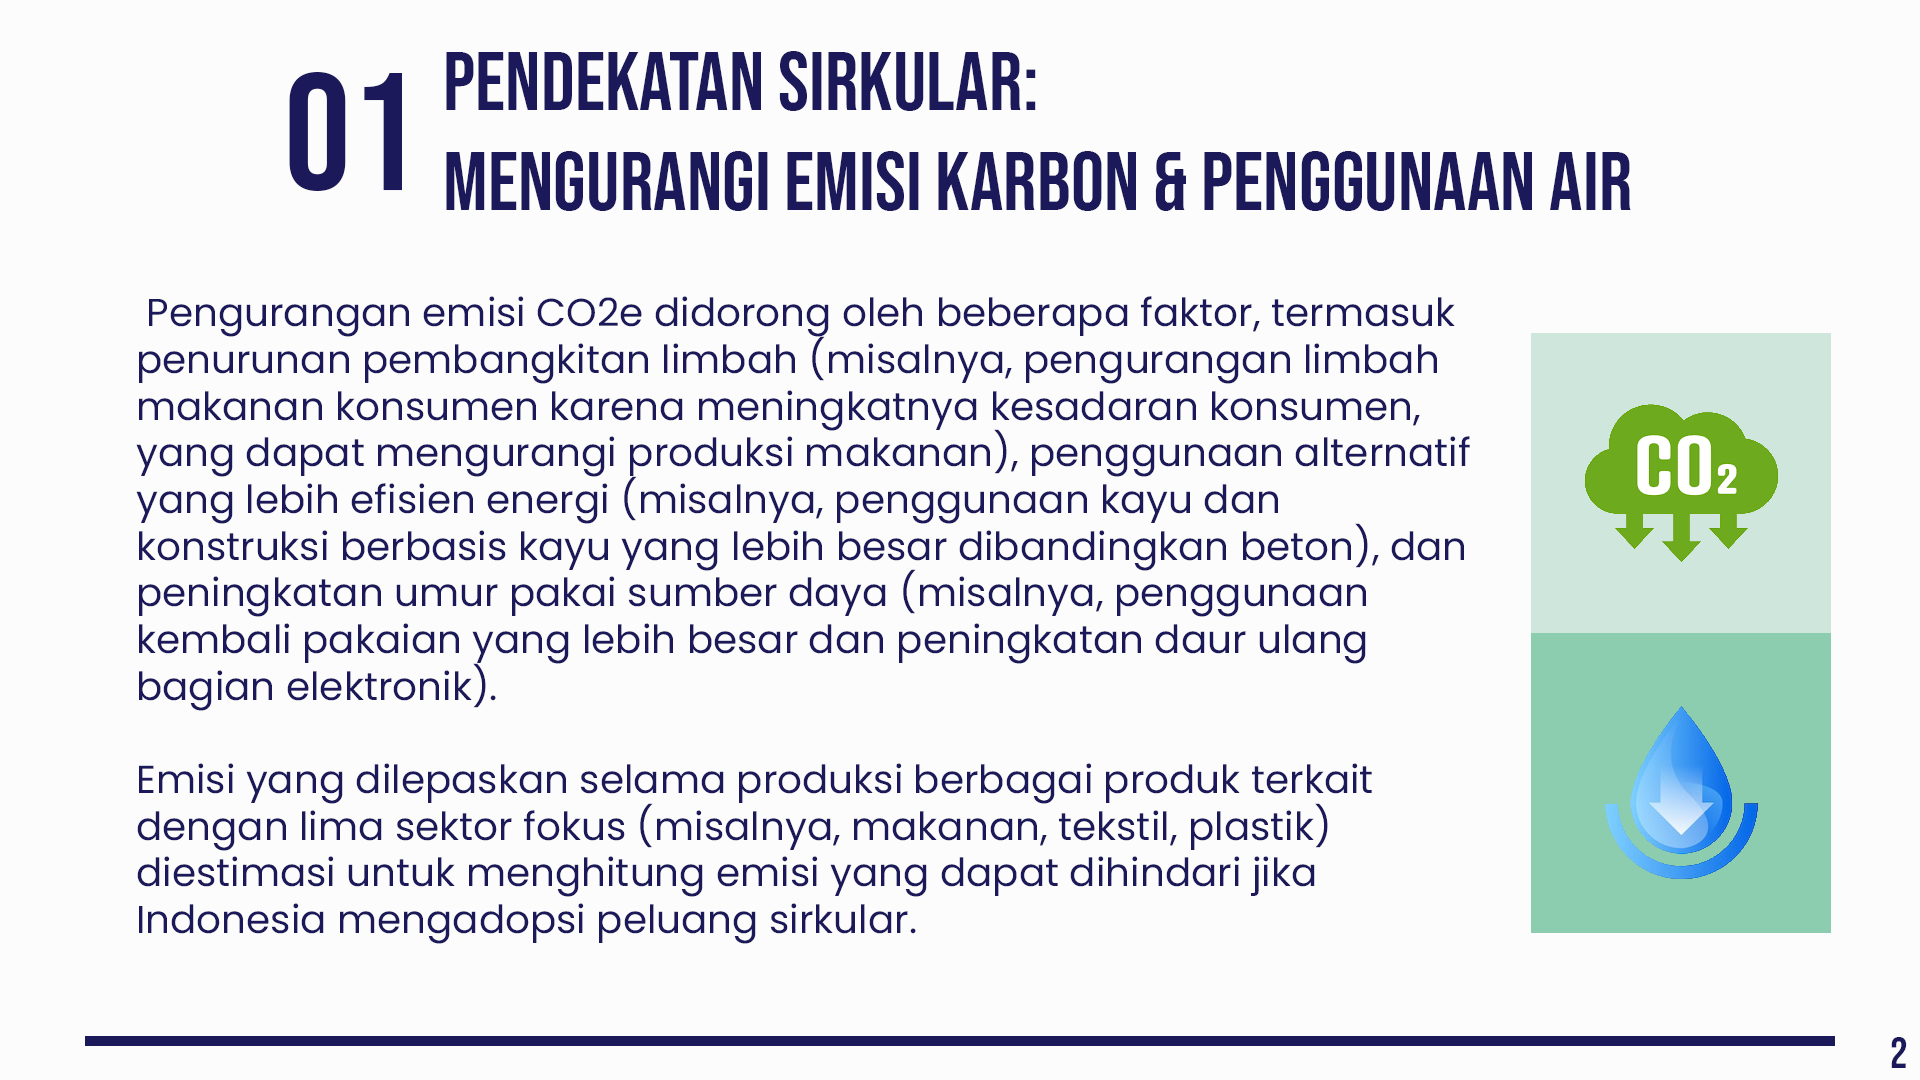 01
PENDEKATAN SIRKULAR:
MENGURANGI EMISI KARBON & PENGGUNAAN AIR
Pengurangan emisi CO2e didorong oleh beberapa faktor, termasuk
penurunan pembangkitan limbah (misalnya, pengurangan limbah
makanan konsumen karena meningkatnya kesadaran konsumen,
yang dapat mengurangi produksi makanan), penggunaan alternatif
yang lebih efisien energi (misalnya, penggunaan kayu dan
konstruksi berbasis kayu yang lebih besar dibandingkan beton), dan
peningkatan umur pakai sumber daya (misalnya, penggunaan
kembali pakaian yang lebih besar dan peningkatan daur ulang
bagian elektronik).
Emisi yang dilepaskan selama produksi berbagai produk terkait
dengan lima sektor fokus (misalnya, makanan, tekstil, plastik)
diestimasi untuk menghitung emisi yang dapat dihindari jika
Indonesia mengadopsi peluang sirkular.
CO₂
2